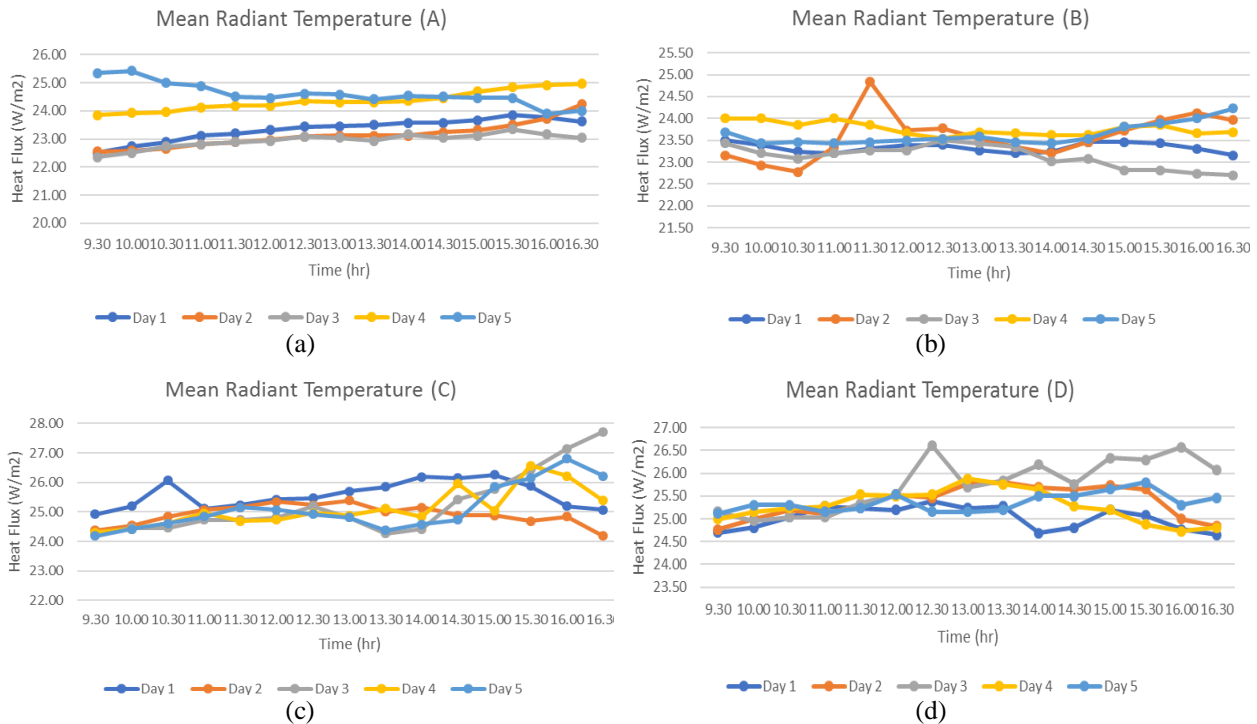 Mean Radiant Temperature (A)
Heat Flux (W/m2)
26.00
25.00
24.00
23.00
22.00
21.00
20.00
9.30 10.00 10.30 11.00 11.30 12.00 12.30 13.00 13.30 14.00 14.30 15.00 15.30 16.00 16.30
Time (hr)
Day 1 Day 2 Day 3 Day 4 Day 5
(a)
Mean Radiant Temperature (B)
Heat Flux (W/m2)
25.50
25.00
24.50
24.00
23.50
23.00
22.50
22.00
21.50
9.30 10.00 10.30 11.00 11.30 12.00 12.30 13.00 13.30 14.00 14.30 15.00 15.30 16.00 16.30
Time (hr)
Day 1 Day 2 Day 3 Day 4 Day 5
(b)
Mean Radiant Temperature (C)
Heat Flux (W/m2)
28.00
27.00
26.00
25.00
24.00
23.00
22.00
9.30 10.00 10.30 11.00 11.30 12.00 12.30 13.00 13.30 14.00 14.30 15.00 15.30 16.00 16.30
Time (hr)
Day 1 Day 2 Day 3 Day 4 Day 5
(c)
Mean Radiant Temperature (D)
Heat Flux (W/m2)
27.00
26.50
26.00
25.50
25.00
24.50
24.00
23.50
9.30 10.00 10.30 11.00 11.30 12.00 12.30 13.00 13.30 14.00 14.30 15.00 15.30 16.00 16.30
Time (hr)
Day 1 Day 2 Day 3 Day 4 Day 5
(d)